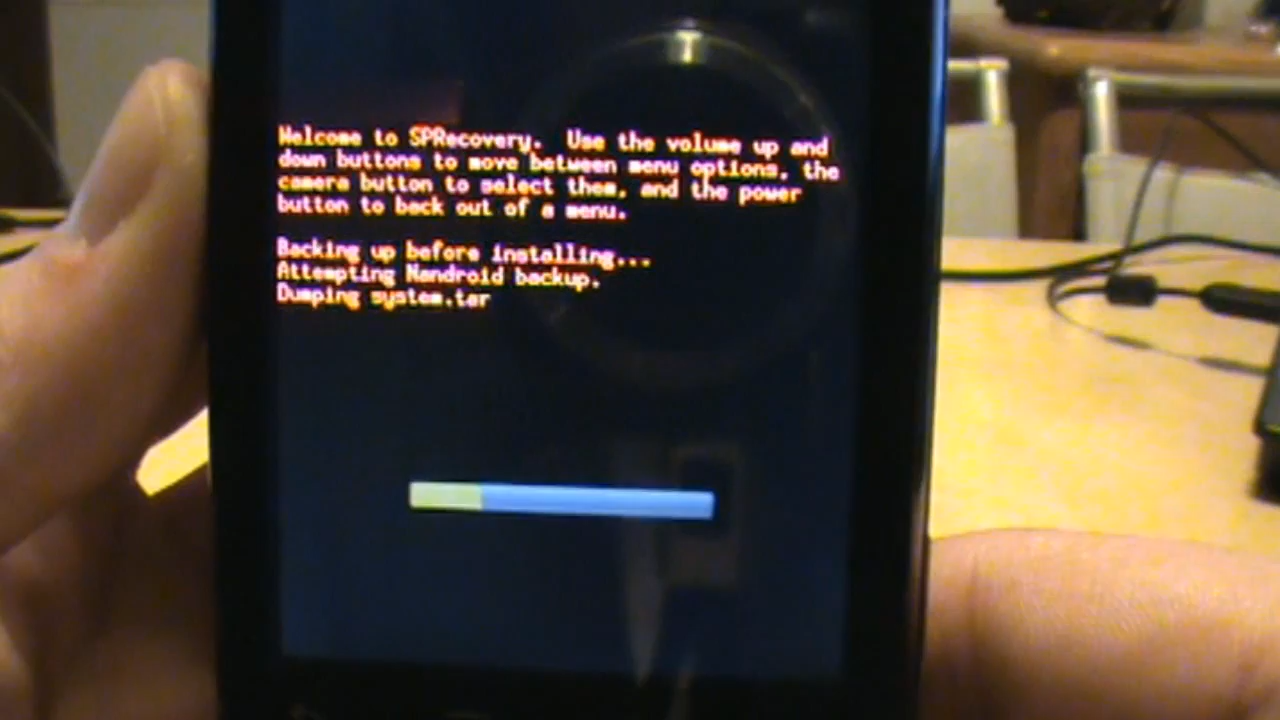 Welcome to SPRecovery.  Use the volume up and
down buttons to move between menu options, the
camera button to select them, and the power
button to back out of a menu.
Backing up before installing...
Attempting Nandroid backup.
Dumping system.tar